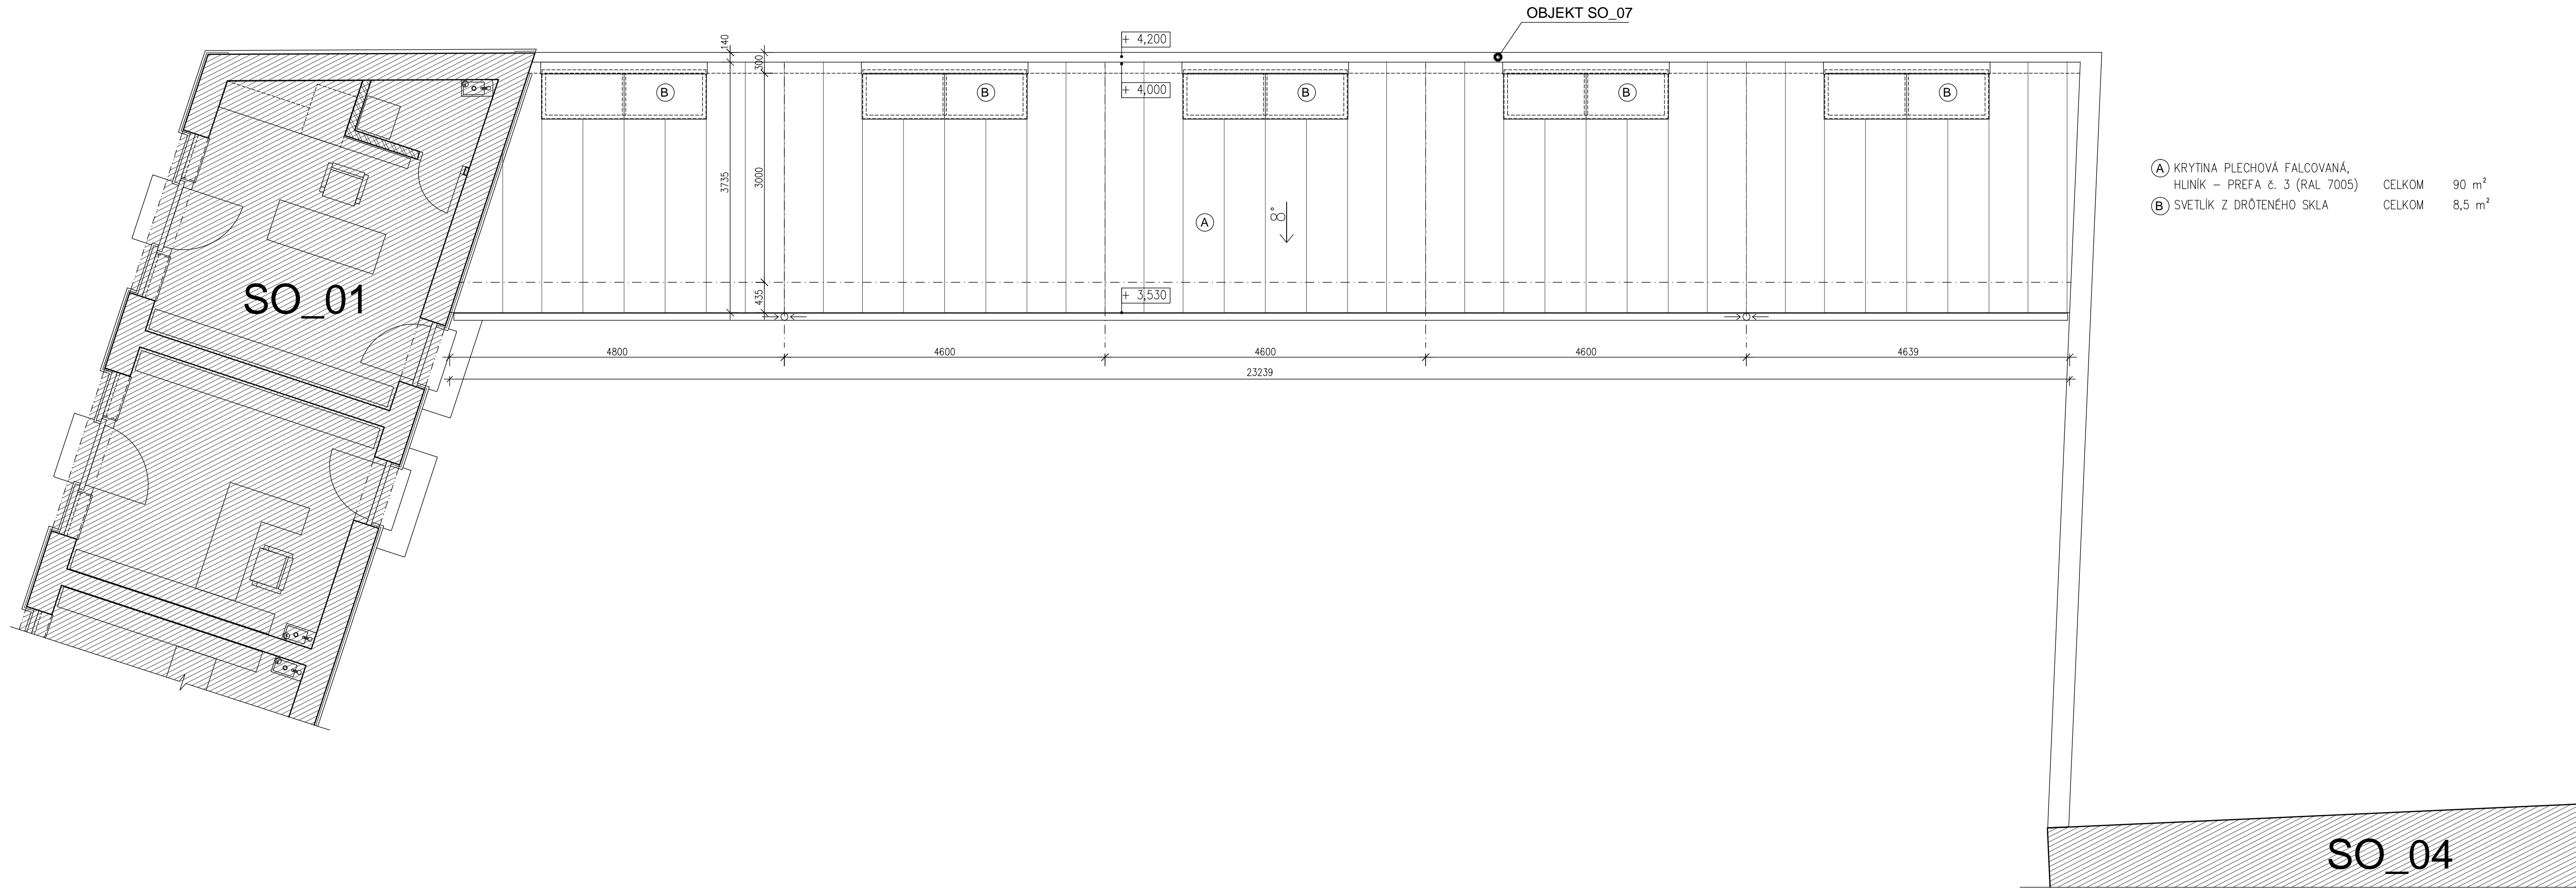 OBJEKT SO_07
140
+ 4,200
300
+ 4,000
B
B
B
B
B
3735
3000
A
8°
435
+ 3,530
SO_01
4800
4600
4600
4600
4639
23239
A KRYTINA PLECHOVÁ FALCOVANÁ,
HLINÍK – PREFA č. 3 (RAL 7005) CELKOM 90 m²
B SVETLÍK Z DRÔTENÉHO SKLA CELKOM 8,5 m²
SO_04